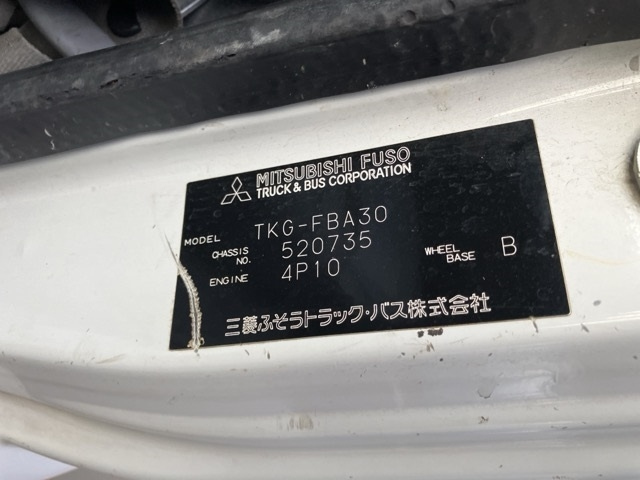 MITSUBISHI FUSO
TRUCK & BUS CORPORATION
MODEL TKG-FBA30
CHASSIS NO. 520735
ENGINE 4P10
WHEEL BASE B
三菱ふそうトラック・バス株式会社